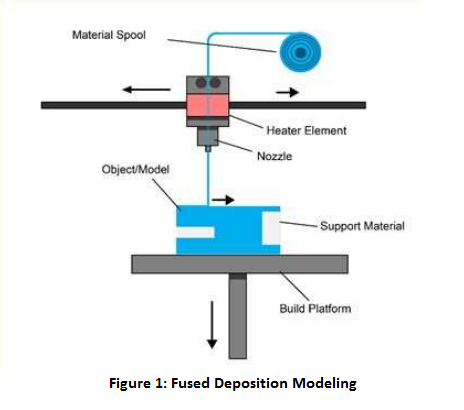 Material Spool
Heater Element
Nozzle
Object/Model
Support Material
Build Platform
Figure 1: Fused Deposition Modeling